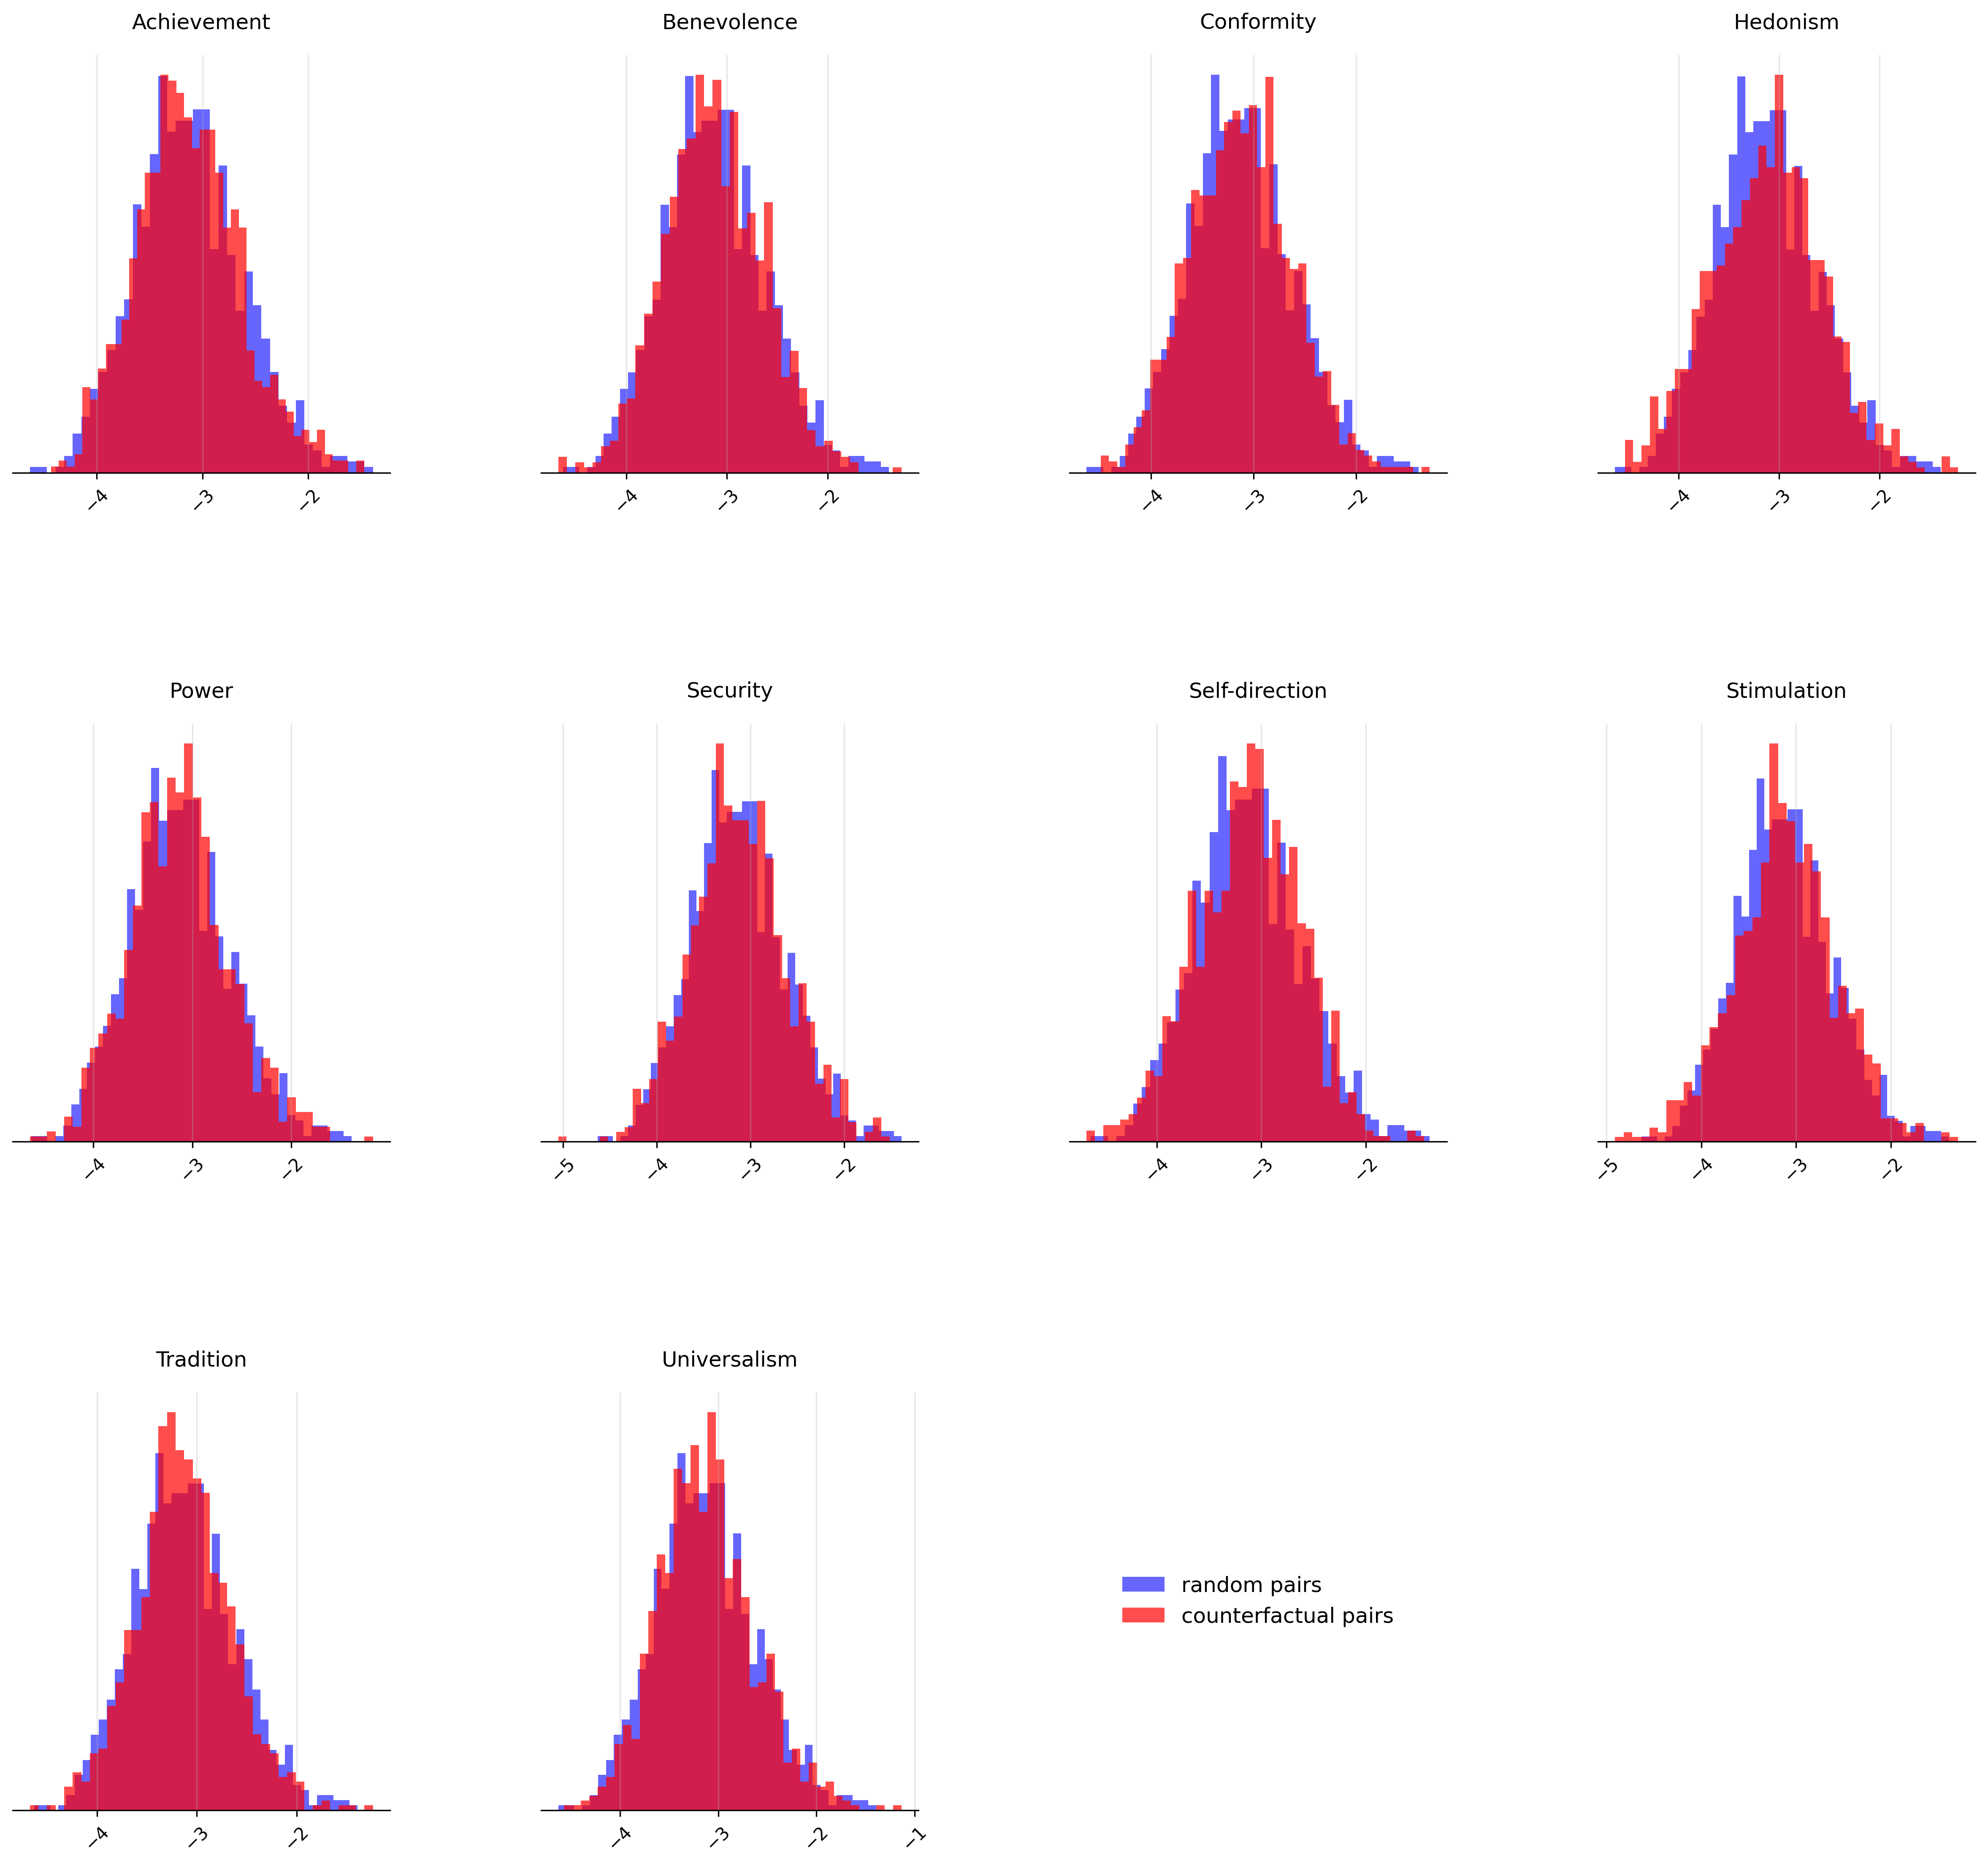 Achievement
Benevolence
Conformity
Hedonism
−4 −3 −2
−4 −3 −2
−4 −3 −2
−4 −3 −2
Power
Security
Self-direction
Stimulation
−4 −3 −2
−5 −4 −3 −2
−4 −3 −2
−5 −4 −3 −2
Tradition
Universalism
random pairs
counterfactual pairs
−4 −3 −2
−4 −3 −2 −1